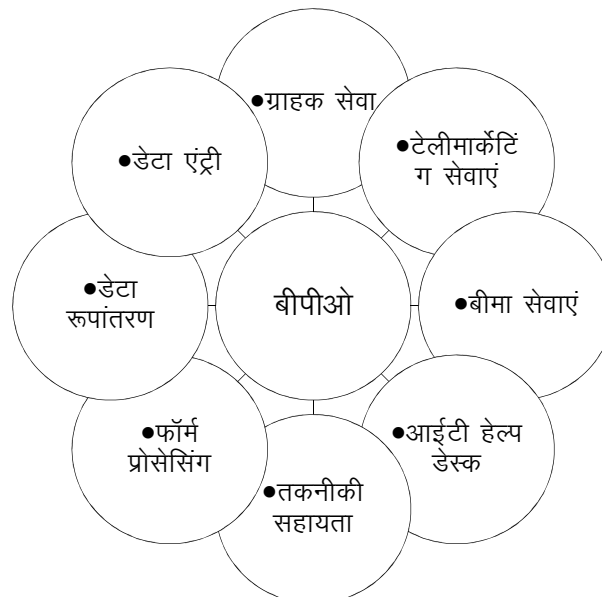 ●ग्राहक सेवा
●टेलीमार्केटिं
ग सेवाएं
●बीमा सेवाएं
●आईटी हेल्प
डेस्क
●तकनीकी
सहायता
●फॉर्म
प्रोसेसिंग
●डेटा
रूपांतरण
●डेटा एंट्री
बीपीओ